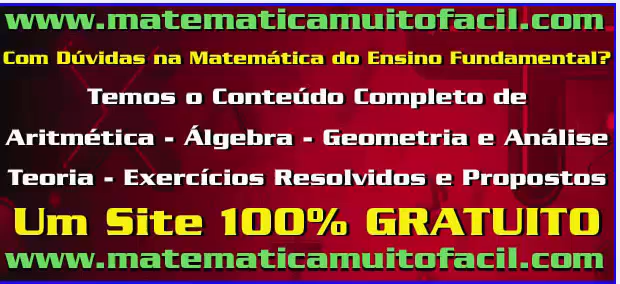 www.matematicamuitofacil.com
Com Dúvidas na Matemática do Ensino Fundamental?
Temos o Conteúdo Completo de
Aritmética - Álgebra - Geometria e Análise
Teoria - Exercícios Resolvidos e Propostos
Um Site 100% GRATUITO
www.matematicamuitofacil.com